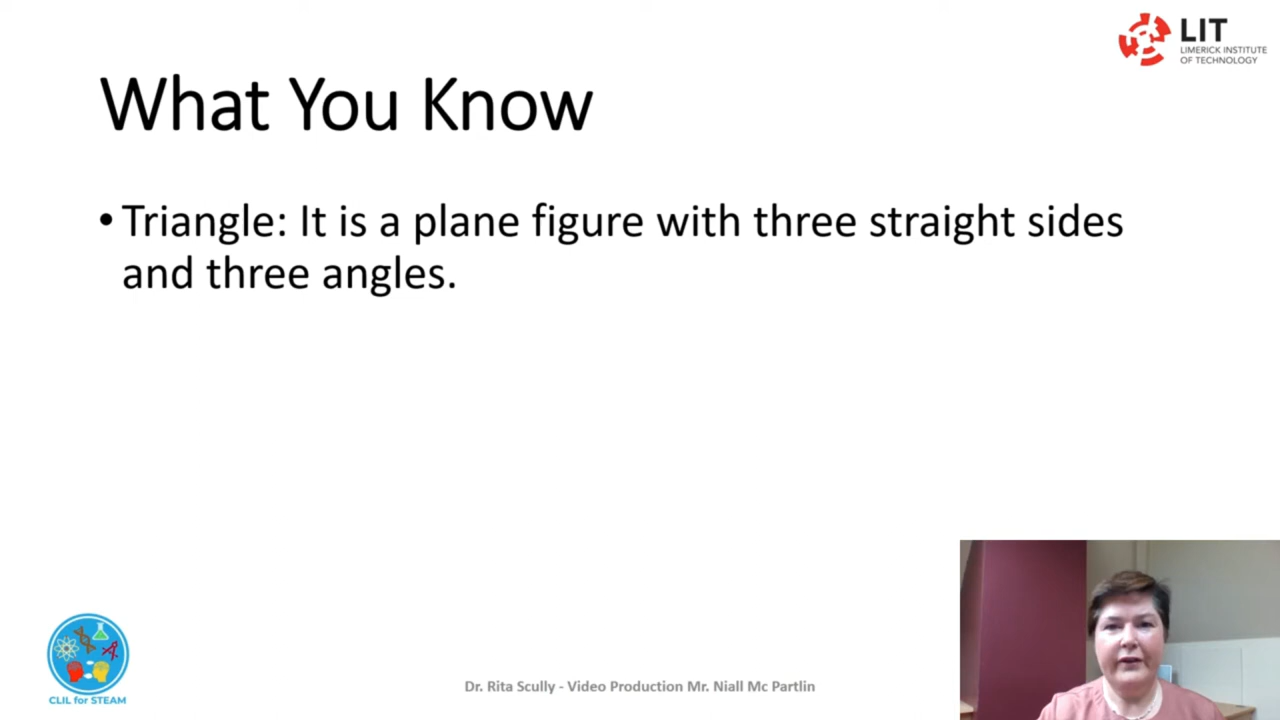 LIT
LIMERICK INSTITUTE
OF TECHNOLOGY
What You Know
• Triangle: It is a plane figure with three straight sides
and three angles.
CLIL for STEAM
Dr. Rita Scully - Video Production Mr. Niall Mc Partlin